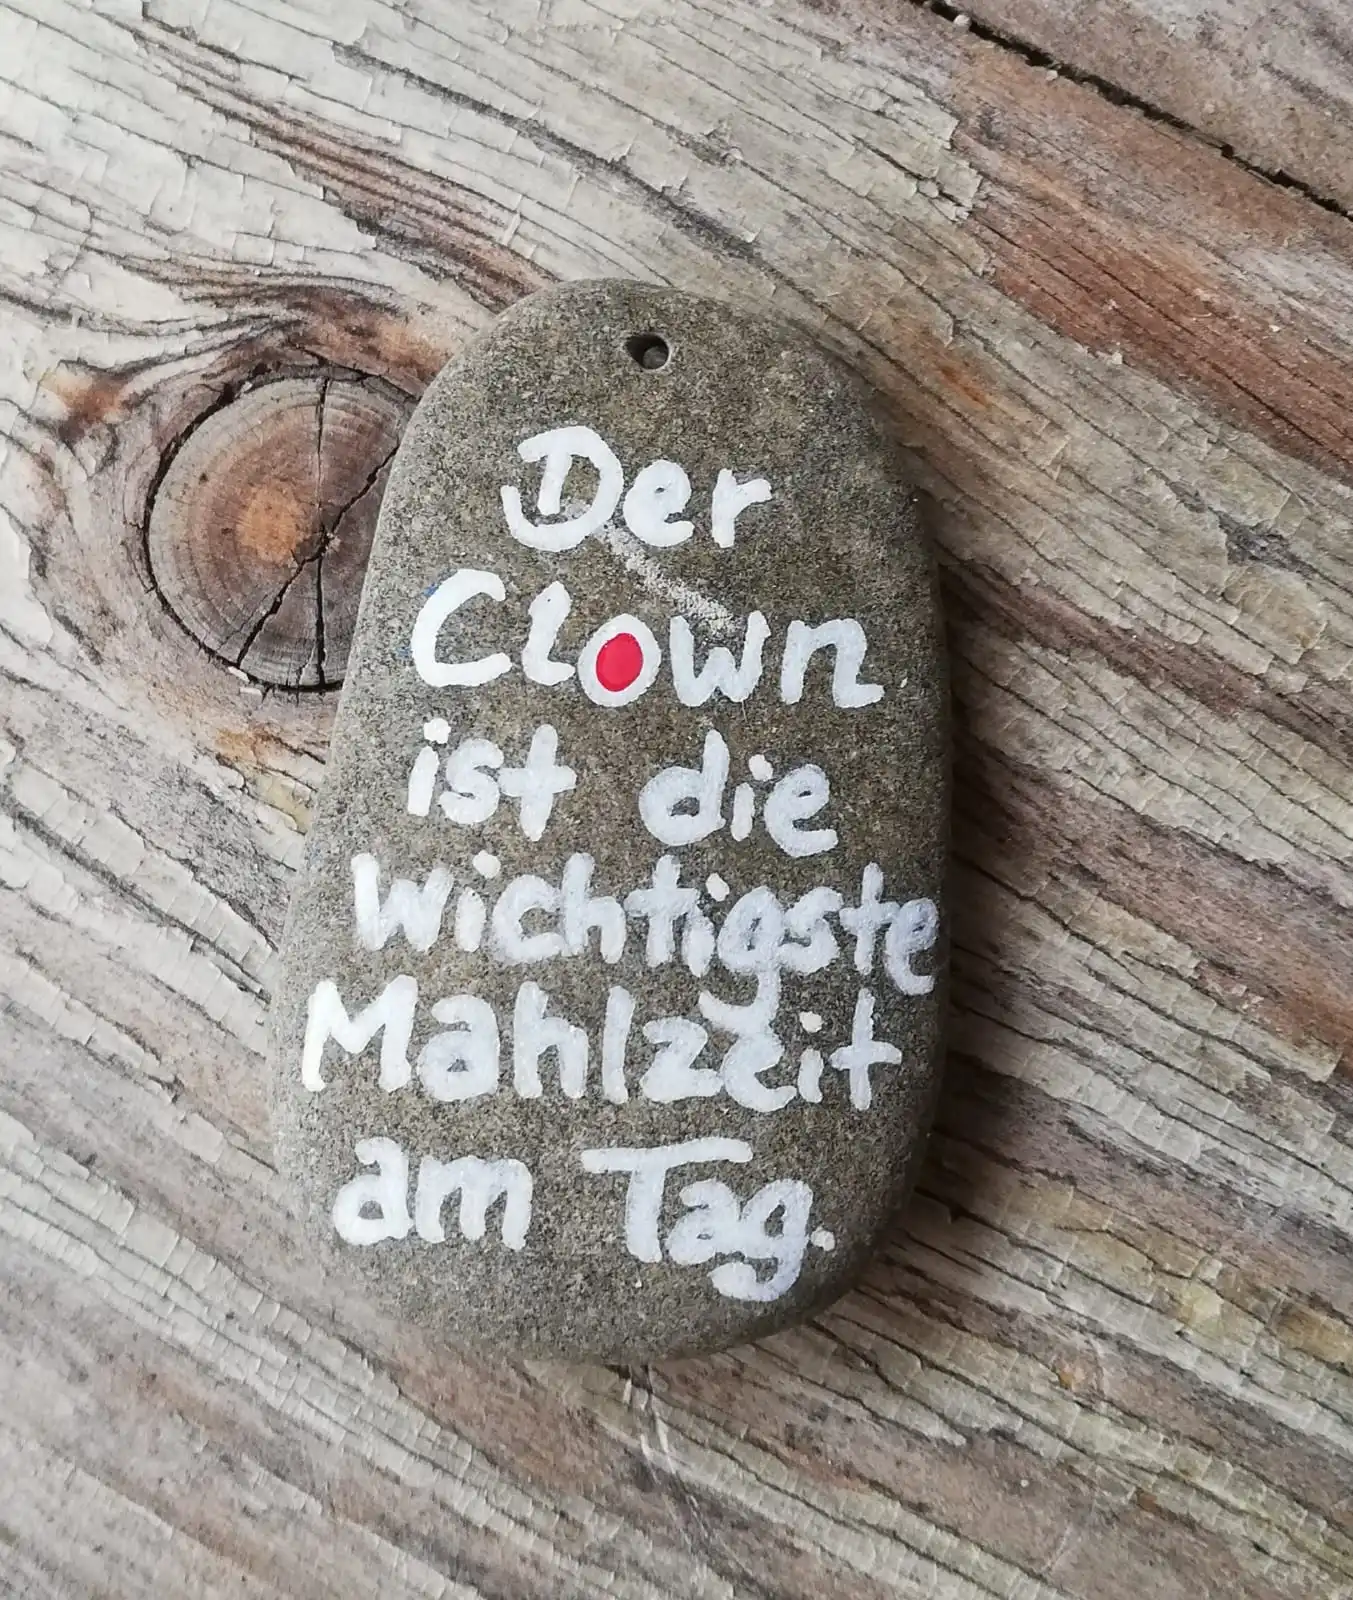 Der
Clown
ist die
wichtigste
Mahlzeit
am Tag.